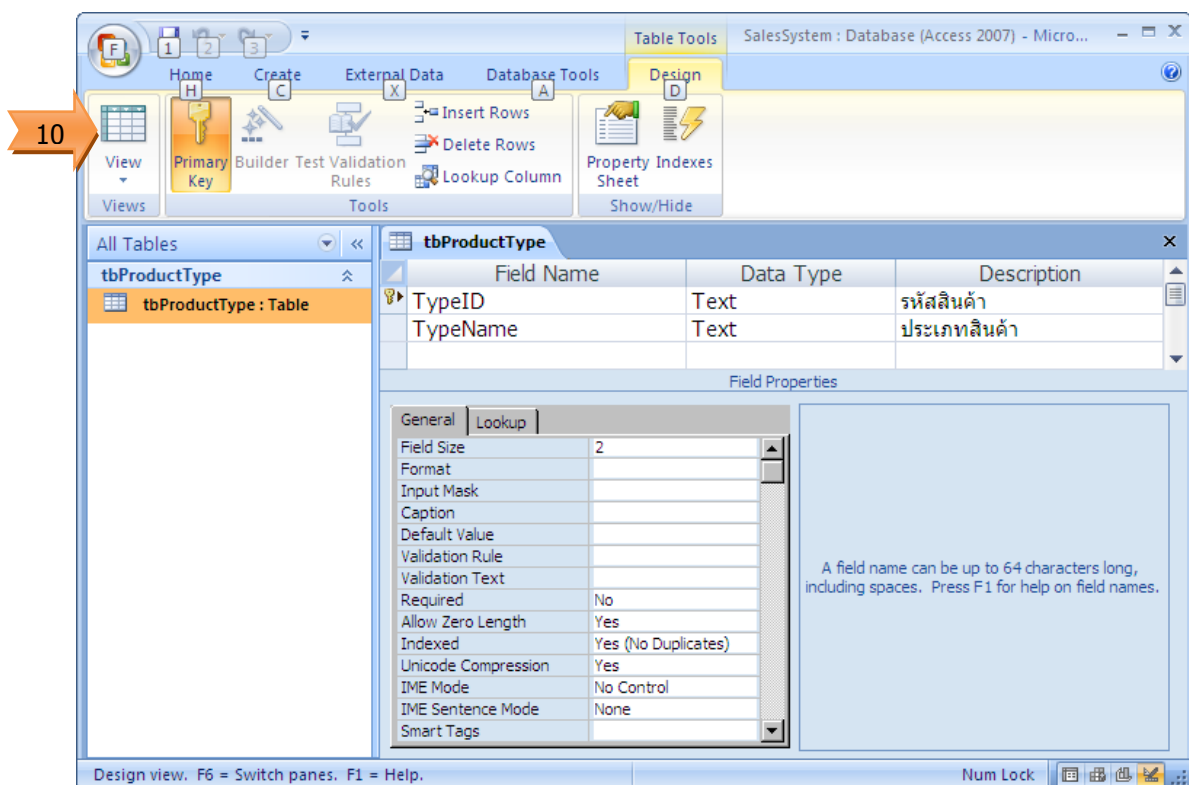 F
1 2 3
Table Tools SalesSystem : Database (Access 2007) - Micro...
Home Create External Data Database Tools Design
H C X A D
10
View
Primary Key
Builder
Test Validation Rules
Insert Rows
Delete Rows
Lookup Column
Property Sheet
Indexes
Views Tools Show/Hide
All Tables
tbProductType
tbProductType : Table
tbProductType
Field Name Data Type Description
TypeID Text รหัสสินค้า
TypeName Text ประเภทสินค้า
Field Properties
General Lookup
Field Size 2
Format
Input Mask
Caption
Default Value
Validation Rule
Validation Text
Required No
Allow Zero Length Yes
Indexed Yes (No Duplicates)
Unicode Compression Yes
IME Mode No Control
IME Sentence Mode None
Smart Tags
A field name can be up to 64 characters long,
including spaces. Press F1 for help on field names.
Design view. F6 = Switch panes. F1 = Help. Num Lock